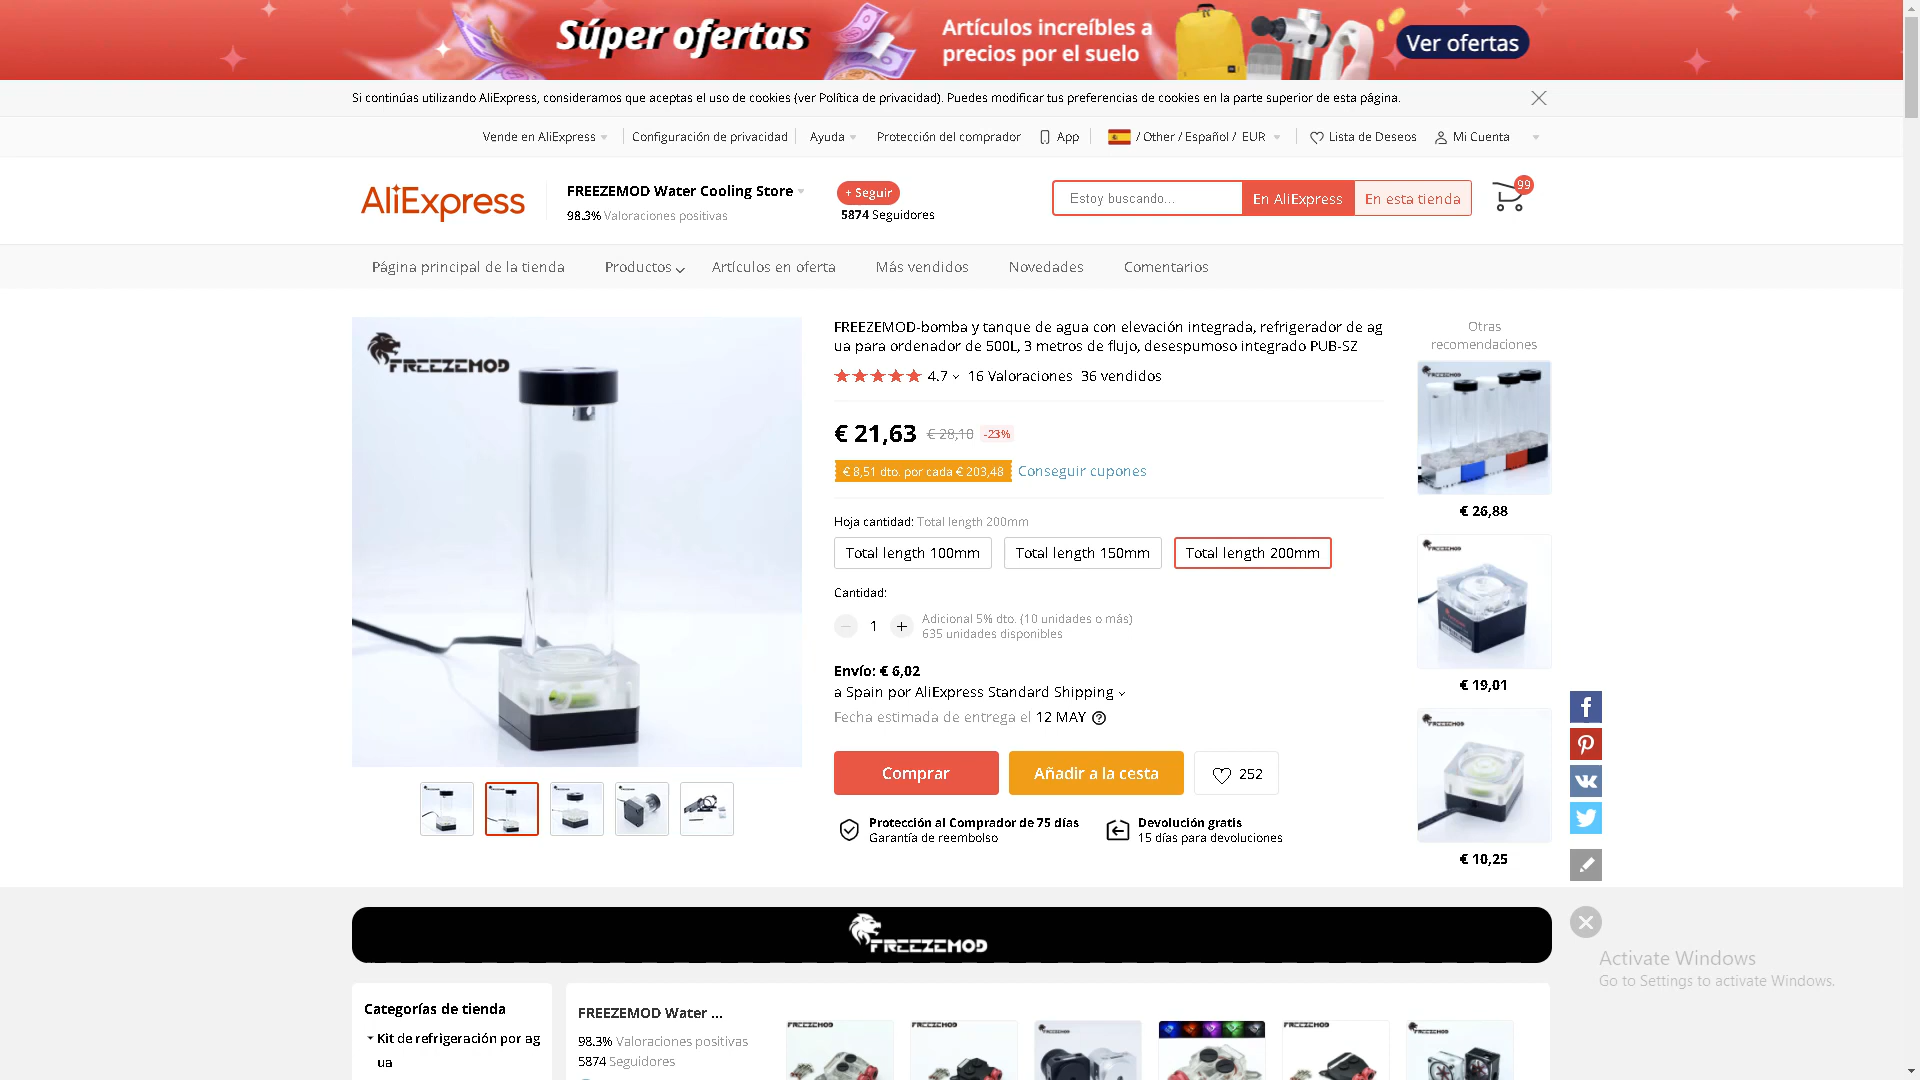 Súper ofertas
Artículos increíbles a
precios por el suelo
Ver ofertas
Si continúas utilizando AliExpress, consideramos que aceptas el uso de cookies (ver Política de privacidad). Puedes modificar tus preferencias de cookies en la parte superior de esta página.
Vende en AliExpress
Configuración de privacidad
Ayuda
Protección del comprador
App
/ Other / Español / EUR
Lista de Deseos
Mi Cuenta
AliExpress
FREEZEMOD Water Cooling Store
98.3% Valoraciones positivas
+ Seguir
5874 Seguidores
Estoy buscando...
En AliExpress
En esta tienda
99
Página principal de la tienda
Productos
Artículos en oferta
Más vendidos
Novedades
Comentarios
FREEZEMOD
FREEZEMOD-bomba y tanque de agua con elevación integrada, refrigerador de ag
ua para ordenador de 500L, 3 metros de flujo, desespumoso integrado PUB-SZ
4.7
16 Valoraciones
36 vendidos
€ 21,63
€ 28,10
-23%
€ 8,51 dto. por cada € 203,48
Conseguir cupones
Hoja cantidad: Total length 200mm
Total length 100mm
Total length 150mm
Total length 200mm
Cantidad:
1
Adicional 5% dto. (10 unidades o más)
635 unidades disponibles
Envío: € 6,02
a Spain por AliExpress Standard Shipping
Fecha estimada de entrega el 12 MAY
Comprar
Añadir a la cesta
252
Protección al Comprador de 75 días
Garantía de reembolso
Devolución gratis
15 días para devoluciones
Otras
recomendaciones
FREEZEMOD
€ 26,88
FREEZEMOD
€ 19,01
FREEZEMOD
€ 10,25
FREEZEMOD
Activate Windows
Go to Settings to activate Windows.
Categorías de tienda
Kit de refrigeración por ag
ua
FREEZEMOD Water ...
98.3% Valoraciones positivas
5874 Seguidores
FREEZEMOD
FREEZEMOD
FREEZEMOD
FREEZEMOD
FREEZEMOD